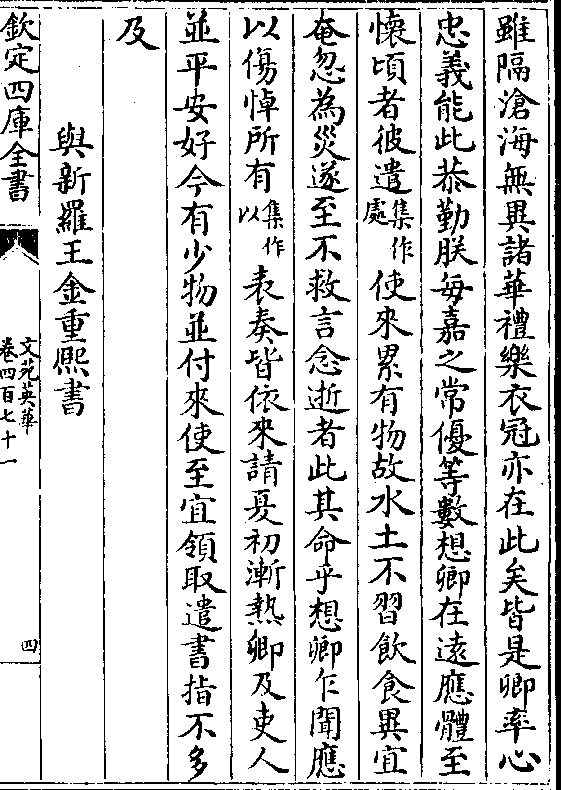 雖隔滄海無異諸華禮樂衣冠亦在此矣皆是卿率心
忠義能此恭勤朕每嘉之常優等數想卿在遠應體至
懷頃者彼遣集作處使來累有物故水土不習飲食異宜
奄忽為災遂至不救言念逝者此其命乎想卿乍聞應
以傷悼所有集作以表奏皆依來請夏初漸熱卿及吏人
並平安好今有少物並付來使至宜領取遣書指不多
及
與新羅王金重熙書
欽定四庫全書
文苑英華
卷四百七十一
四